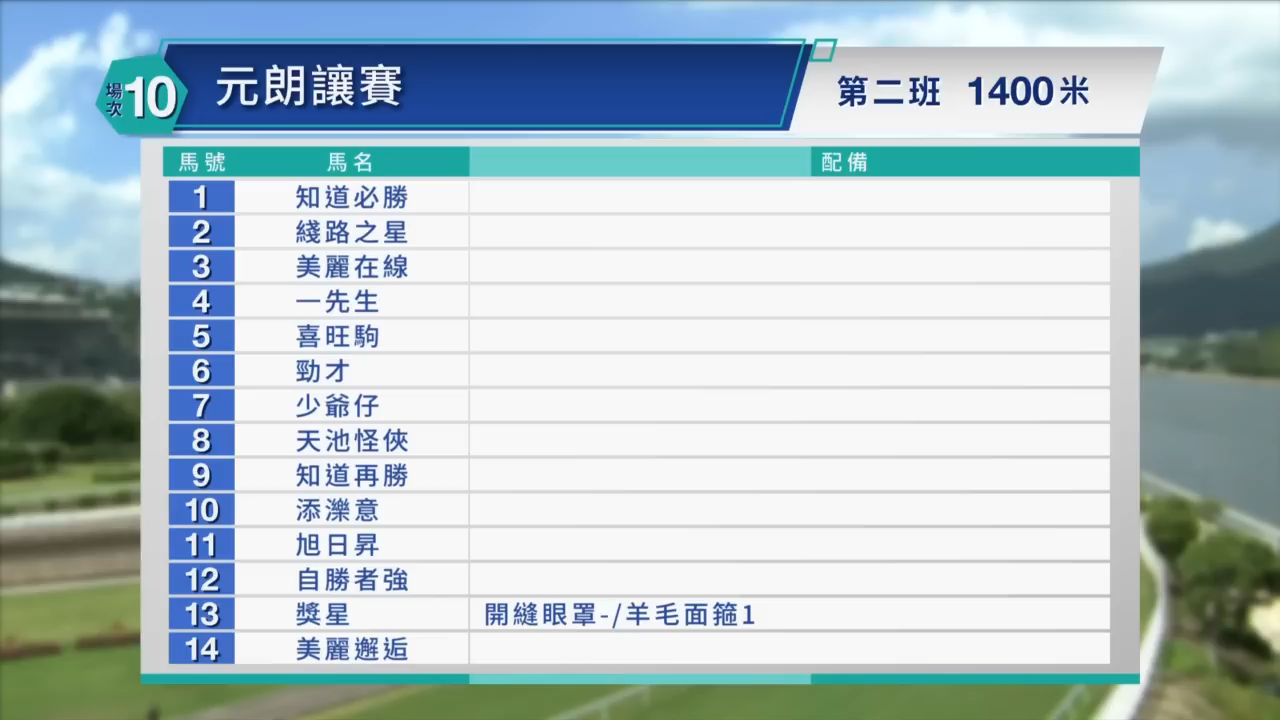 場次 10 元朗讓賽 第二班 1400米
馬號 馬名 配備
1 知道必勝
2 綫路之星
3 美麗在線
4 一先生
5 喜旺駒
6 勁才
7 少爺仔
8 天池怪俠
9 知道再勝
10 添濼意
11 旭日昇
12 自勝者強
13 獎星 開縫眼罩-/羊毛面箍1
14 美麗邂逅